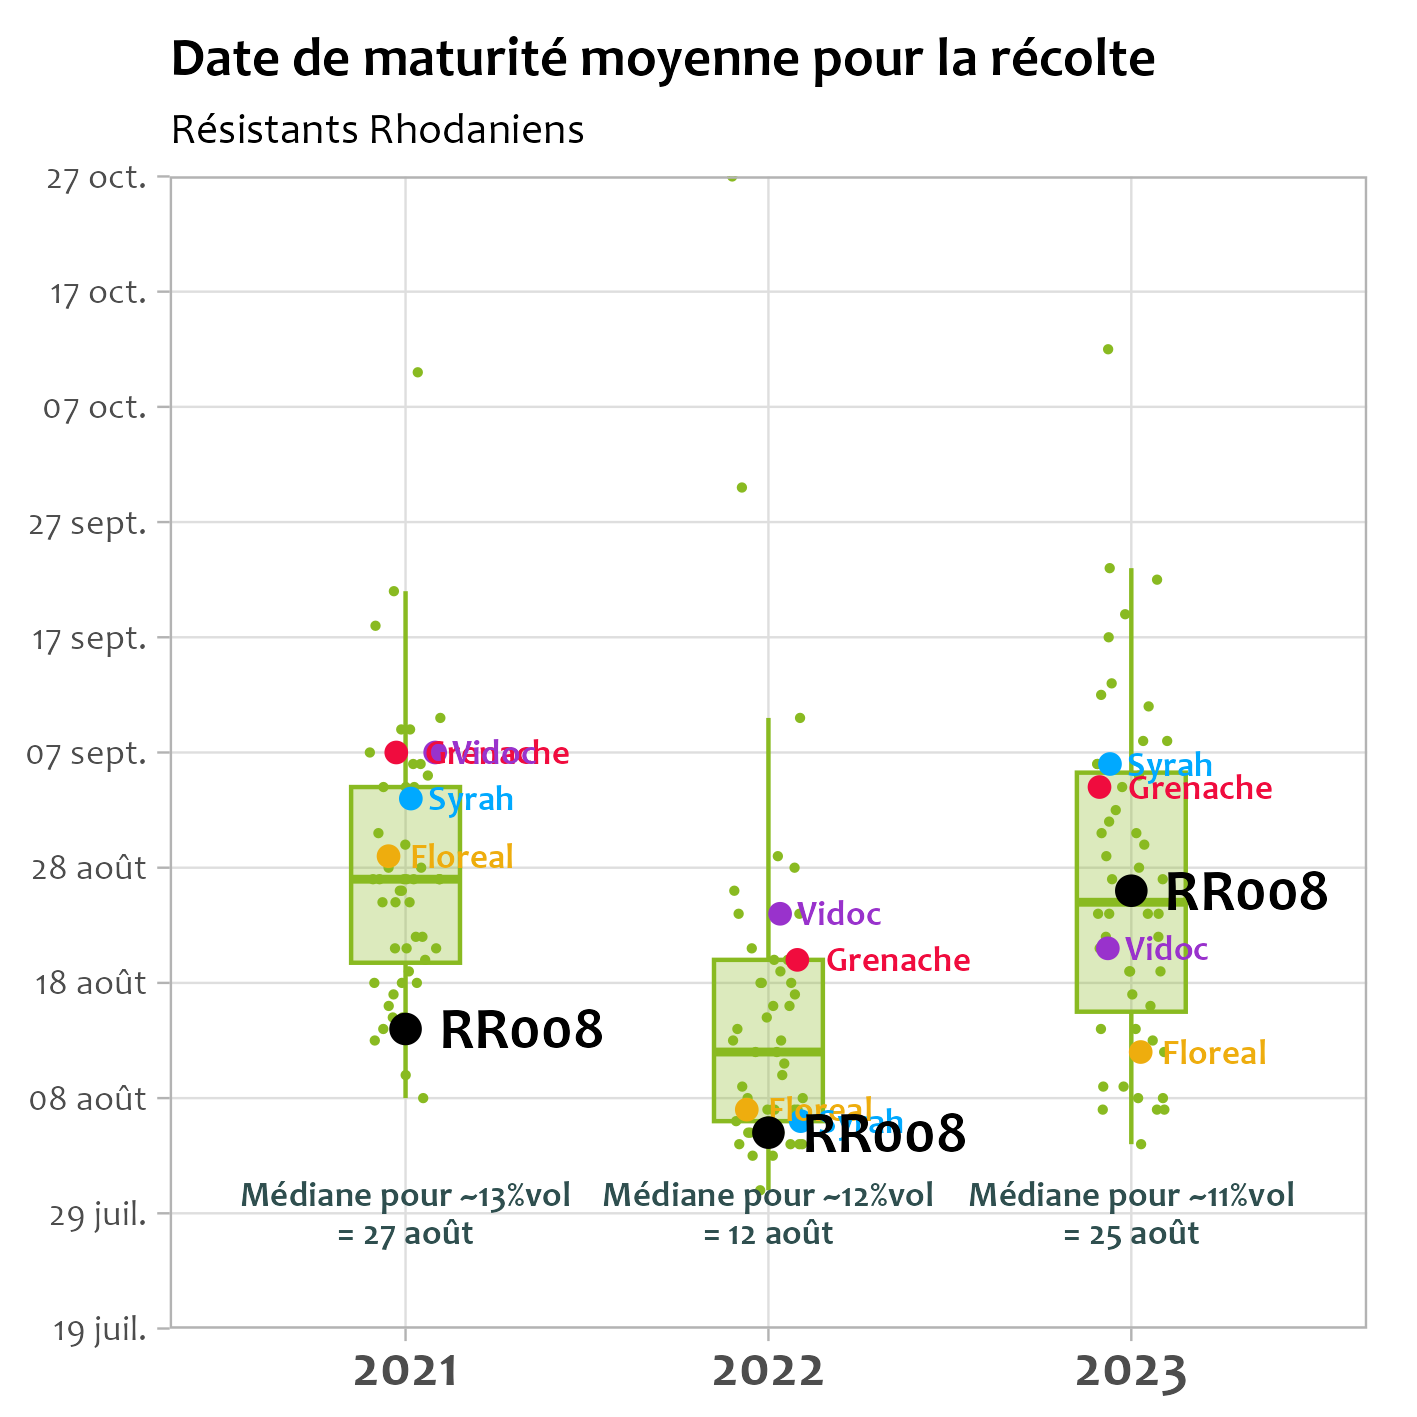 Date de maturité moyenne pour la récolte
Résistants Rhodaniens
27 oct.
17 oct.
07 oct.
27 sept.
17 sept.
07 sept.
28 août
18 août
08 août
29 juil.
19 juil.
Grenache
Vidoc
Syrah
Floreal
RR008
Vidoc
Grenache
Floreal
Syrah
RR008
Syrah
Grenache
RR008
Vidoc
Floreal
Médiane pour ~13%vol
= 27 août
Médiane pour ~12%vol
= 12 août
Médiane pour ~11%vol
= 25 août
2021
2022
2023